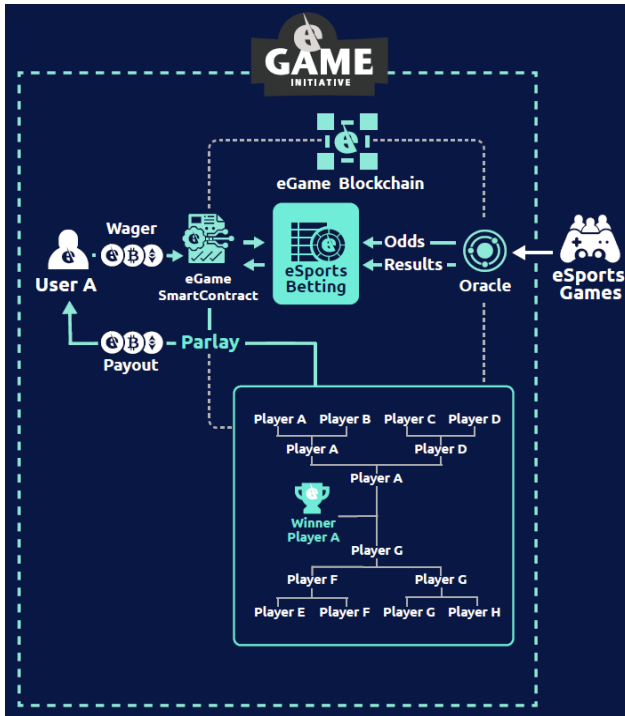 e
GAME
INITIATIVE
eGame Blockchain
Wager
Odds
Results
User A
eGame
SmartContract
eSports
Betting
Oracle
eSports
Games
Parlay
Payout
Player A Player B Player C Player D
Player A Player D
Player A
Winner
Player A
Player G
Player F Player G
Player E Player F Player G Player H